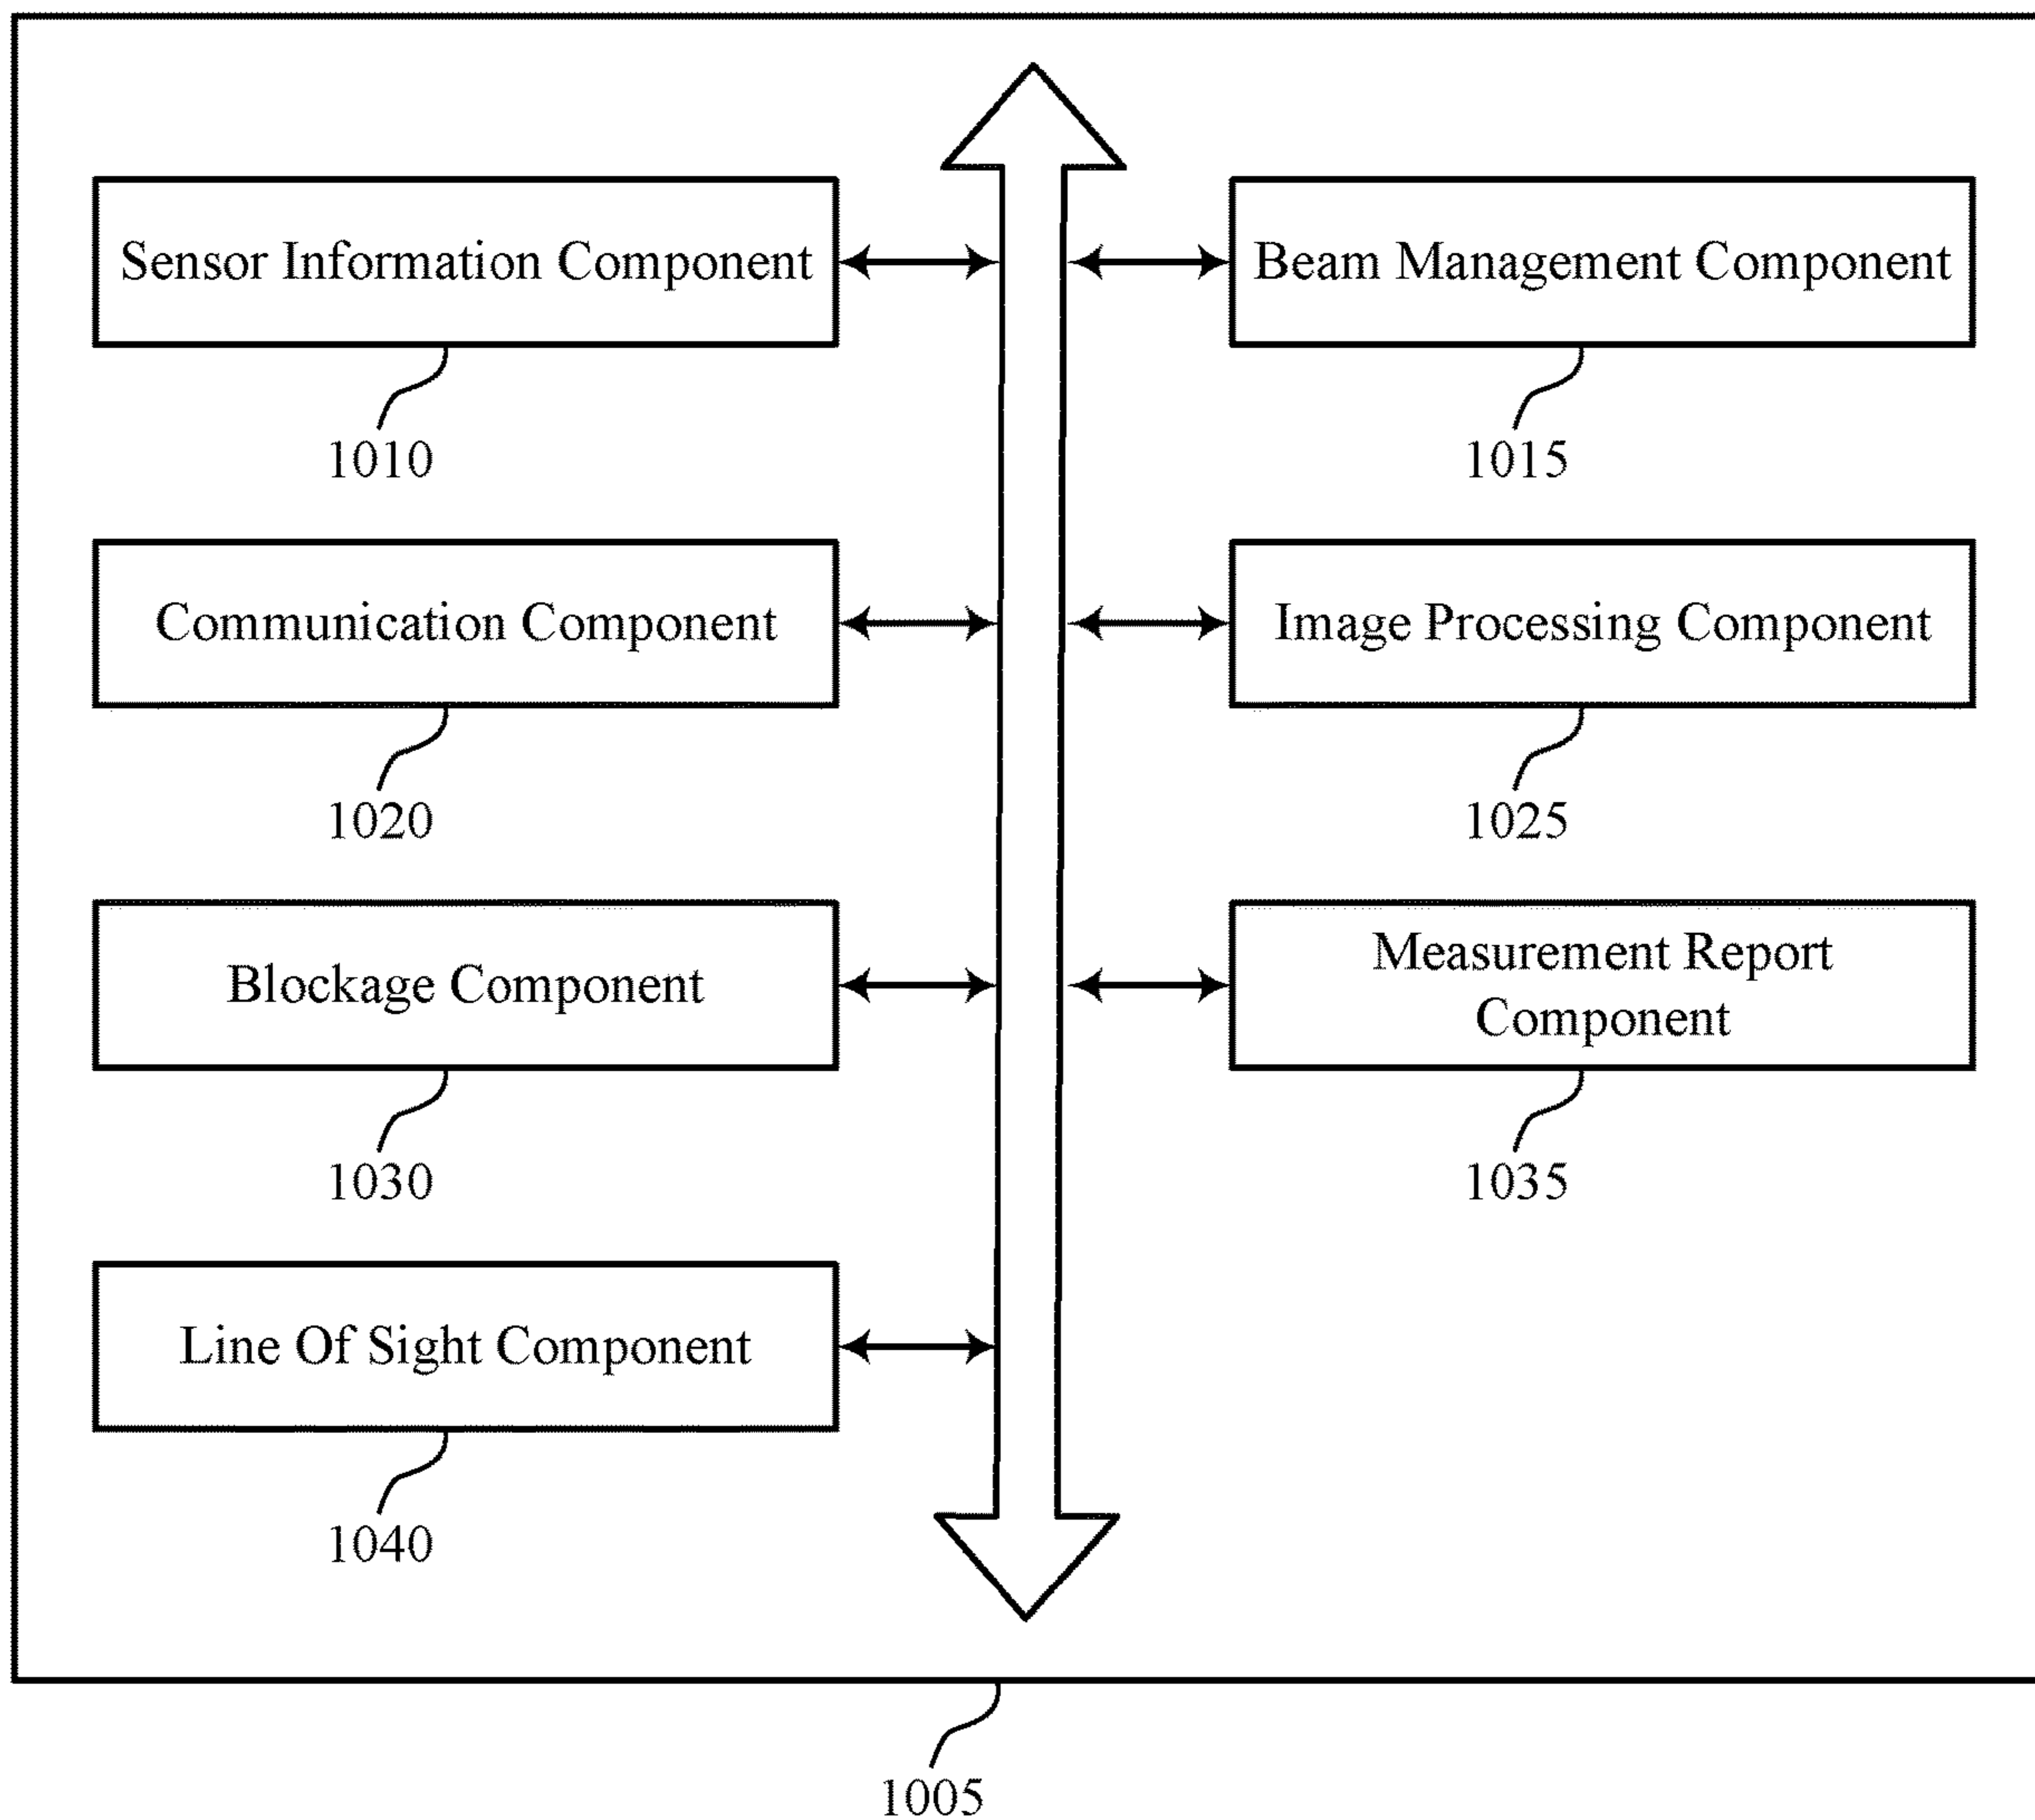 Sensor Information Component
Beam Management Component
1010
1015
Communication Component
Image Processing Component
1020
1025
Blockage Component
Measurement Report
Component
1030
1035
Line Of Sight Component
1040
1005